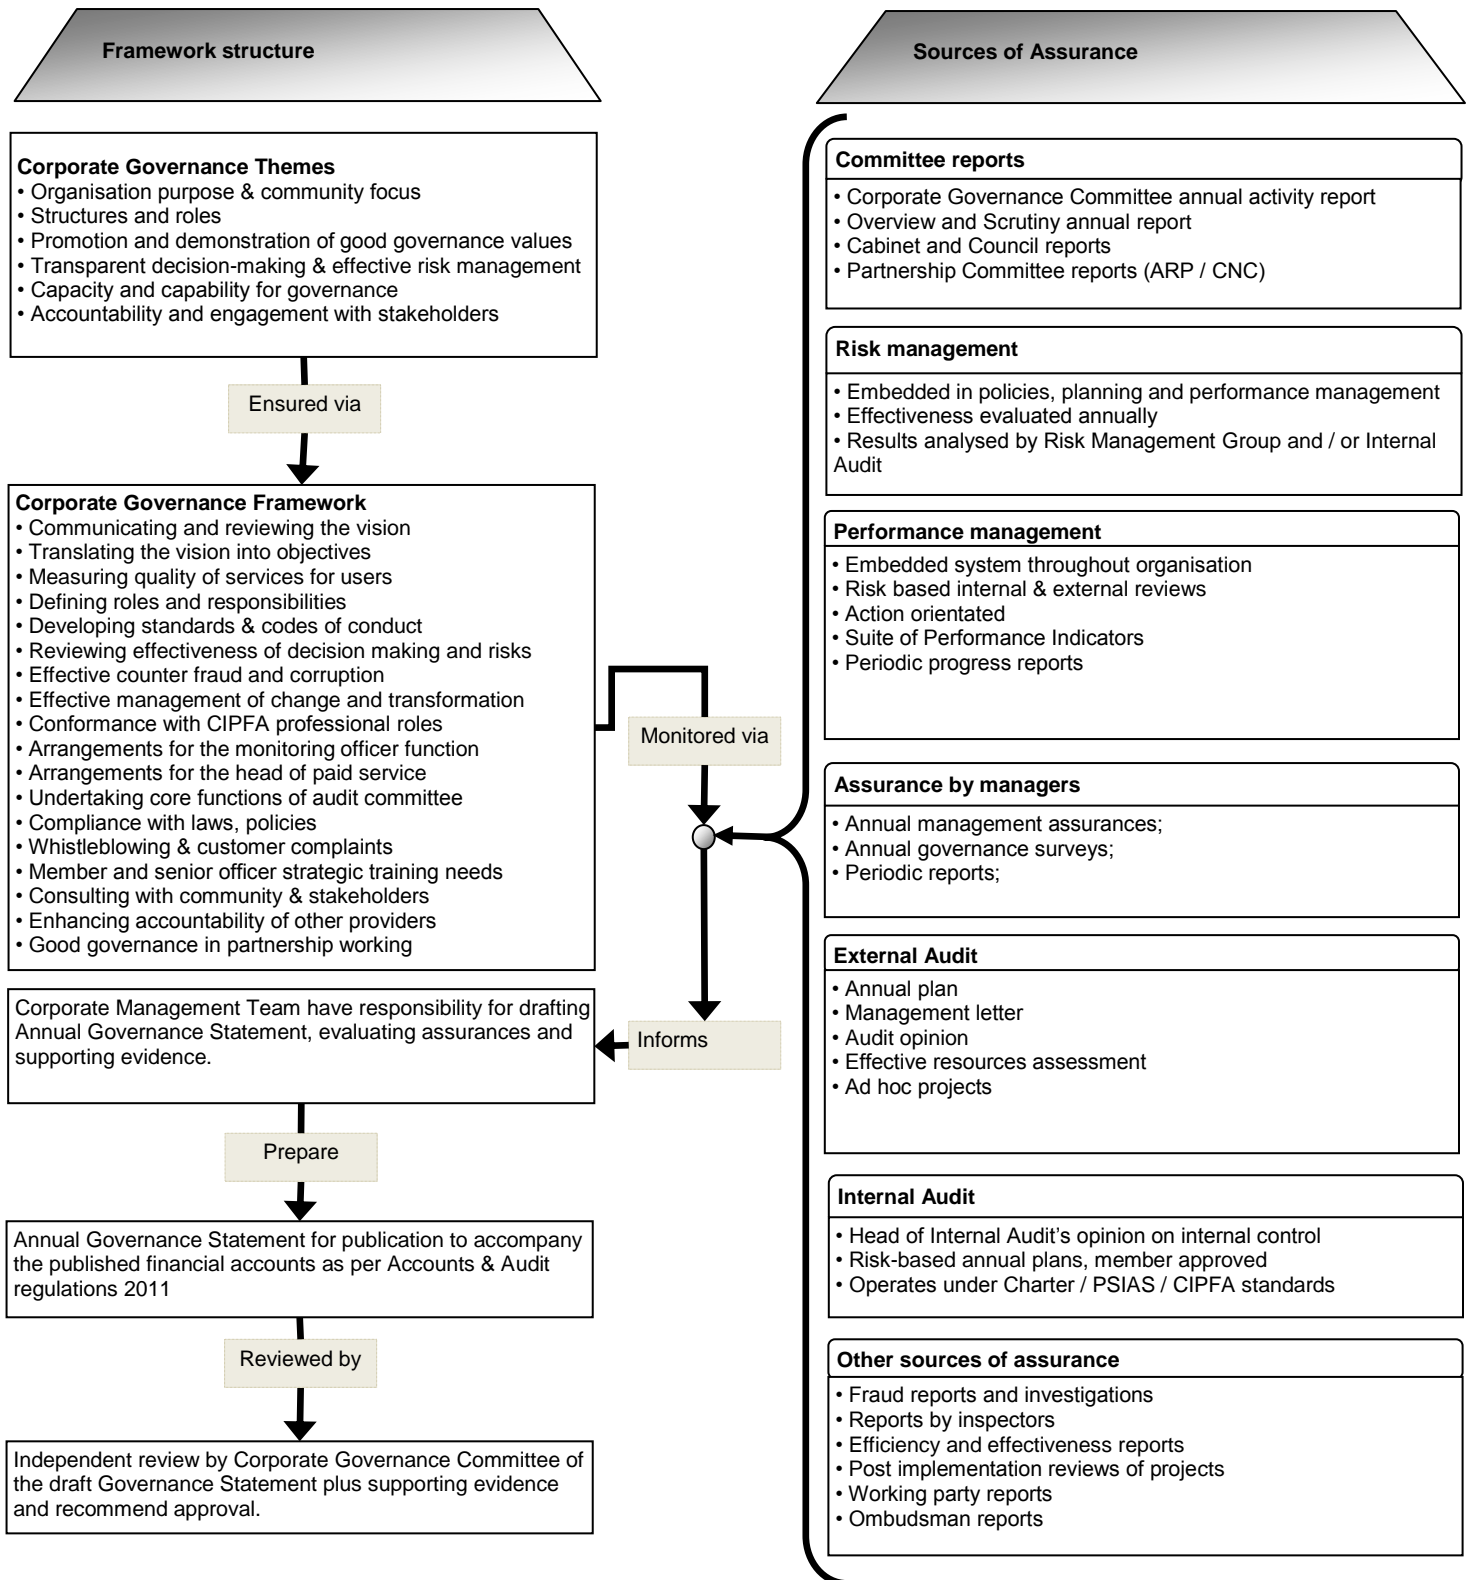 Framework structure
Corporate Governance Themes
• Organisation purpose & community focus
• Structures and roles
• Promotion and demonstration of good governance values
• Transparent decision-making & effective risk management
• Capacity and capability for governance
• Accountability and engagement with stakeholders
Ensured via
Corporate Governance Framework
• Communicating and reviewing the vision
• Translating the vision into objectives
• Measuring quality of services for users
• Defining roles and responsibilities
• Developing standards & codes of conduct
• Reviewing effectiveness of decision making and risks
• Effective counter fraud and corruption
• Effective management of change and transformation
• Conformance with CIPFA professional roles
• Arrangements for the monitoring officer function
• Arrangements for the head of paid service
• Undertaking core functions of audit committee
• Compliance with laws, policies
• Whistleblowing & customer complaints
• Member and senior officer strategic training needs
• Consulting with community & stakeholders
• Enhancing accountability of other providers
• Good governance in partnership working
Monitored via
Informs
Corporate Management Team have responsibility for drafting
Annual Governance Statement, evaluating assurances and
supporting evidence.
Prepare
Annual Governance Statement for publication to accompany
the published financial accounts as per Accounts & Audit
regulations 2011
Reviewed by
Independent review by Corporate Governance Committee of
the draft Governance Statement plus supporting evidence
and recommend approval.
Sources of Assurance
Committee reports
• Corporate Governance Committee annual activity report
• Overview and Scrutiny annual report
• Cabinet and Council reports
• Partnership Committee reports (ARP / CNC)
Risk management
• Embedded in policies, planning and performance management
• Effectiveness evaluated annually
• Results analysed by Risk Management Group and / or Internal
Audit
Performance management
• Embedded system throughout organisation
• Risk based internal & external reviews
• Action orientated
• Suite of Performance Indicators
• Periodic progress reports
Assurance by managers
• Annual management assurances;
• Annual governance surveys;
• Periodic reports;
External Audit
• Annual plan
• Management letter
• Audit opinion
• Effective resources assessment
• Ad hoc projects
Internal Audit
• Head of Internal Audit’s opinion on internal control
• Risk-based annual plans, member approved
• Operates under Charter / PSIAS / CIPFA standards
Other sources of assurance
• Fraud reports and investigations
• Reports by inspectors
• Efficiency and effectiveness reports
• Post implementation reviews of projects
• Working party reports
• Ombudsman reports